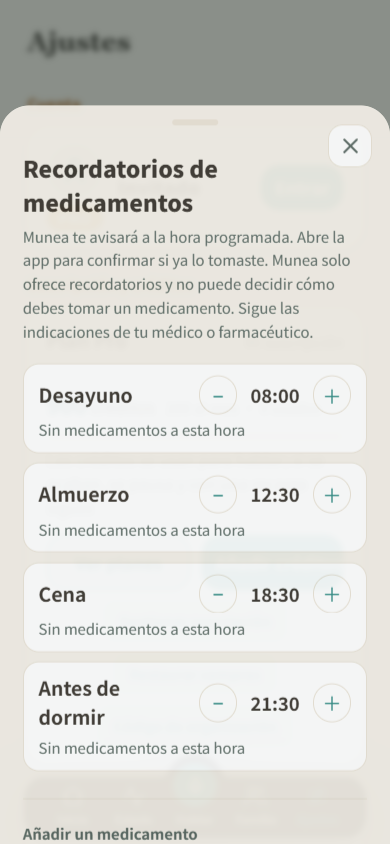 Ajustes
Recordatorios de
medicamentos
Munea te avisará a la hora programada. Abre la
app para confirmar si ya lo tomaste. Munea solo
ofrece recordatorios y no puede decidir cómo
debes tomar un medicamento. Sigue las
indicaciones de tu médico o farmacéutico.
Desayuno − 08:00 +
Sin medicamentos a esta hora
Almuerzo − 12:30 +
Sin medicamentos a esta hora
Cena − 18:30 +
Sin medicamentos a esta hora
Antes de
dormir − 21:30 +
Sin medicamentos a esta hora
Añadir un medicamento